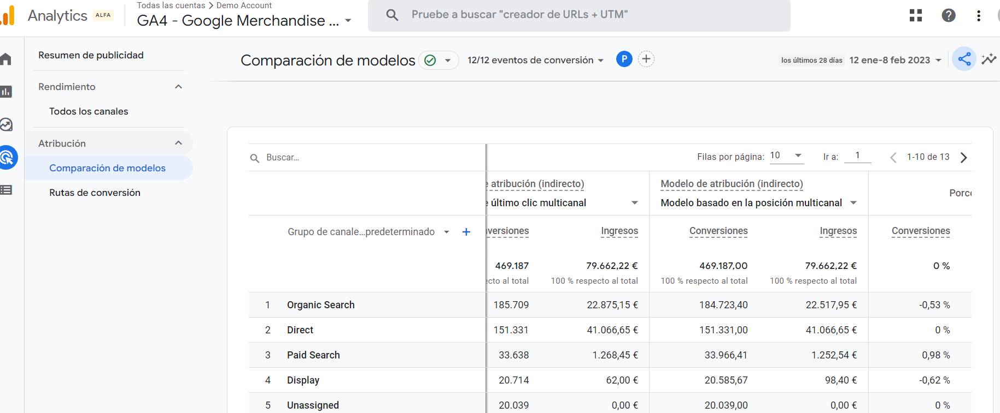 Todas las cuentas > Demo Account
Analytics ALFA
GA4 - Google Merchandise ...
Pruebe a buscar "creador de URLs + UTM"
Resumen de publicidad
Rendimiento
Todos los canales
Atribución
Comparación de modelos
Rutas de conversión
Comparación de modelos
12/12 eventos de conversión
P
los últimos 28 días 12 ene-8 feb 2023
Buscar...
Filas por página: 10
Ir a: 1
1-10 de 13
atribución (indirecto)
Modelo de atribución (indirecto)
último clic multicanal
Modelo basado en la posición multicanal
Porce
Grupo de canale...predeterminado
versiones Ingresos Conversiones Ingresos Conversiones
469.187 79.662,22 € 469.187,00 79.662,22 € 0 %
ecto al total 100 % respecto al total 100 % respecto al total 100 % respecto al total
1 Organic Search 185.709 22.875,15 € 184.723,40 22.517,95 € -0,53 %
2 Direct 151.331 41.066,65 € 151.331,00 41.066,65 € 0 %
3 Paid Search 33.638 1.268,45 € 33.966,41 1.252,54 € 0,98 %
4 Display 20.714 62,00 € 20.585,67 98,40 € -0,62 %
5 Unassigned 20.039 0,00 € 20.039,00 0,00 € 0 %